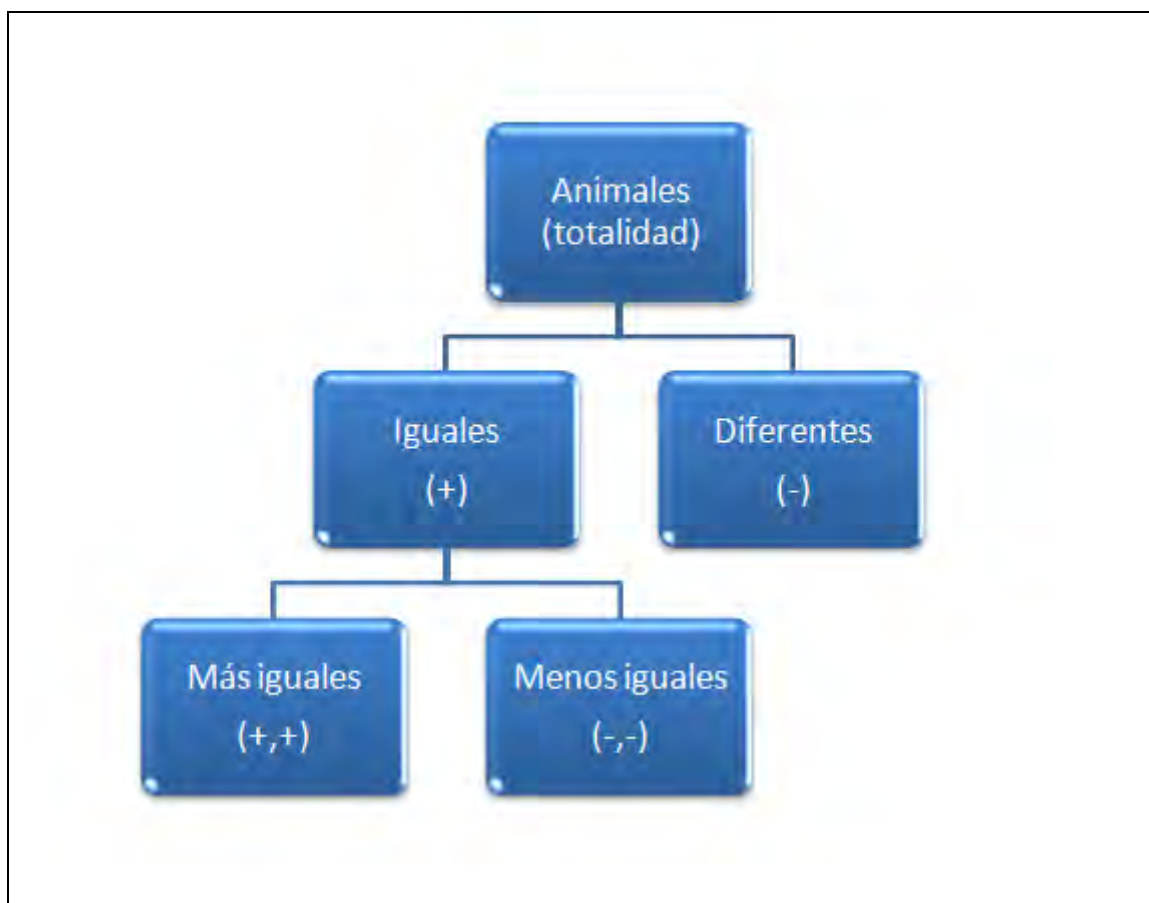 Animales
(totalidad)
Iguales
(+)
Diferentes
(-)
Más iguales
(+,+)
Menos iguales
(-,-)